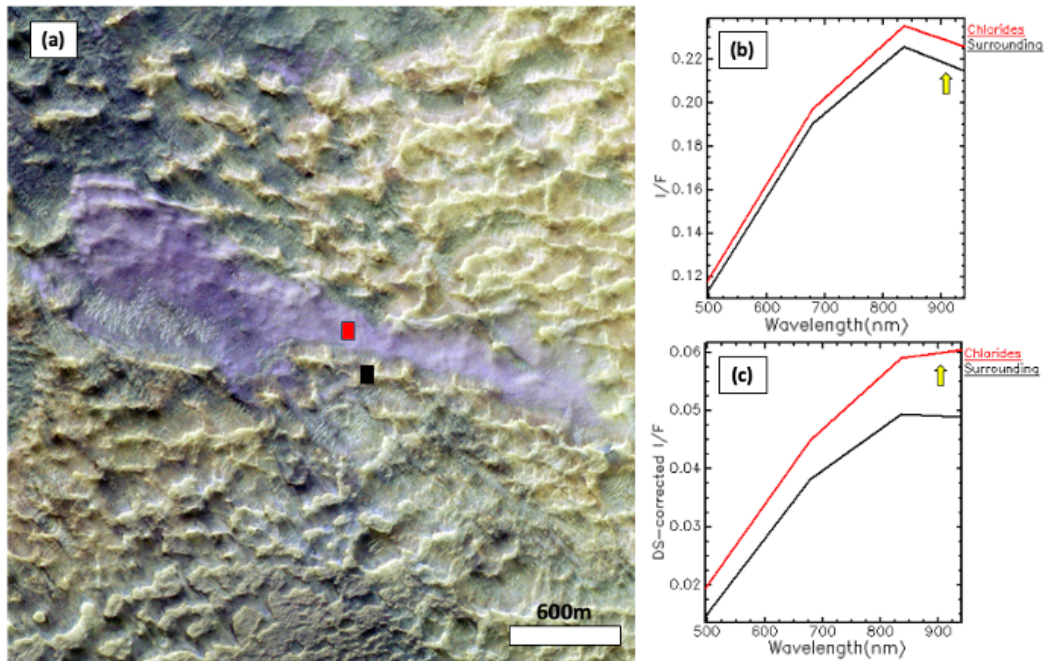 (a)
600m
(b)
Chlorides
Surrounding
I/F
0.22
0.20
0.18
0.16
0.14
0.12
500 600 700 800 900
Wavelength(nm)
(c)
Chlorides
Surrounding
DS-corrected I/F
0.06
0.05
0.04
0.03
0.02
500 600 700 800 900
Wavelength(nm)